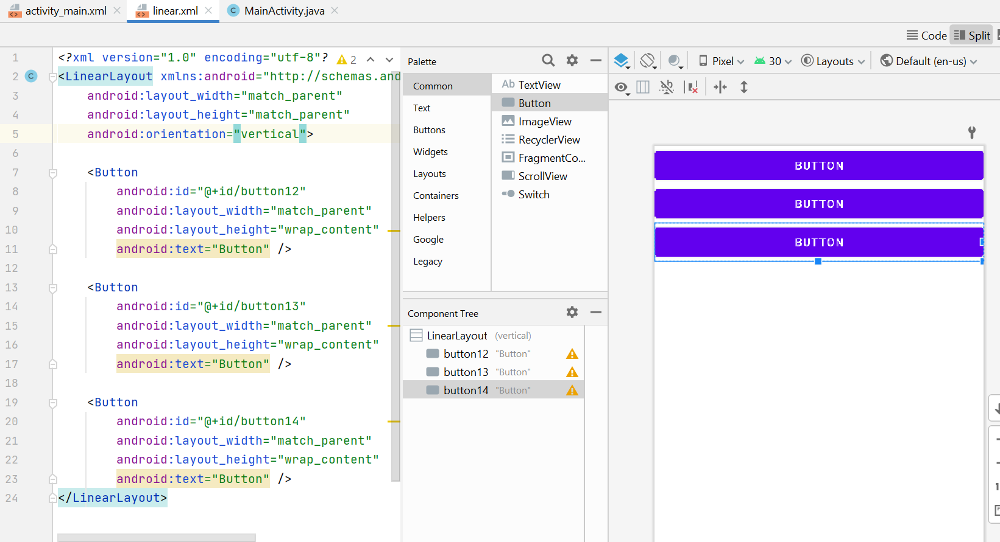 activity_main.xml linear.xml MainActivity.java
Code Split
1 <?xml version="1.0" encoding="utf-8"? 2
2 <LinearLayout xmlns:android="http://schemas.and
3 android:layout_width="match_parent"
4 android:layout_height="match_parent"
5 android:orientation="vertical">
6
7 <Button
8 android:id="@+id/button12"
9 android:layout_width="match_parent"
10 android:layout_height="wrap_content"
11 android:text="Button" />
12
13 <Button
14 android:id="@+id/button13"
15 android:layout_width="match_parent"
16 android:layout_height="wrap_content"
17 android:text="Button" />
18
19 <Button
20 android:id="@+id/button14"
21 android:layout_width="match_parent"
22 android:layout_height="wrap_content"
23 android:text="Button" />
24 </LinearLayout>
Palette
Common
Text
Buttons
Widgets
Layouts
Containers
Helpers
Google
Legacy
Ab TextView
Button
ImageView
RecyclerView
FragmentCo...
ScrollView
Switch
Component Tree
LinearLayout (vertical)
button12 "Button"
button13 "Button"
button14 "Button"
Pixel 30 Layouts Default (en-us)
BUTTON
BUTTON
BUTTON